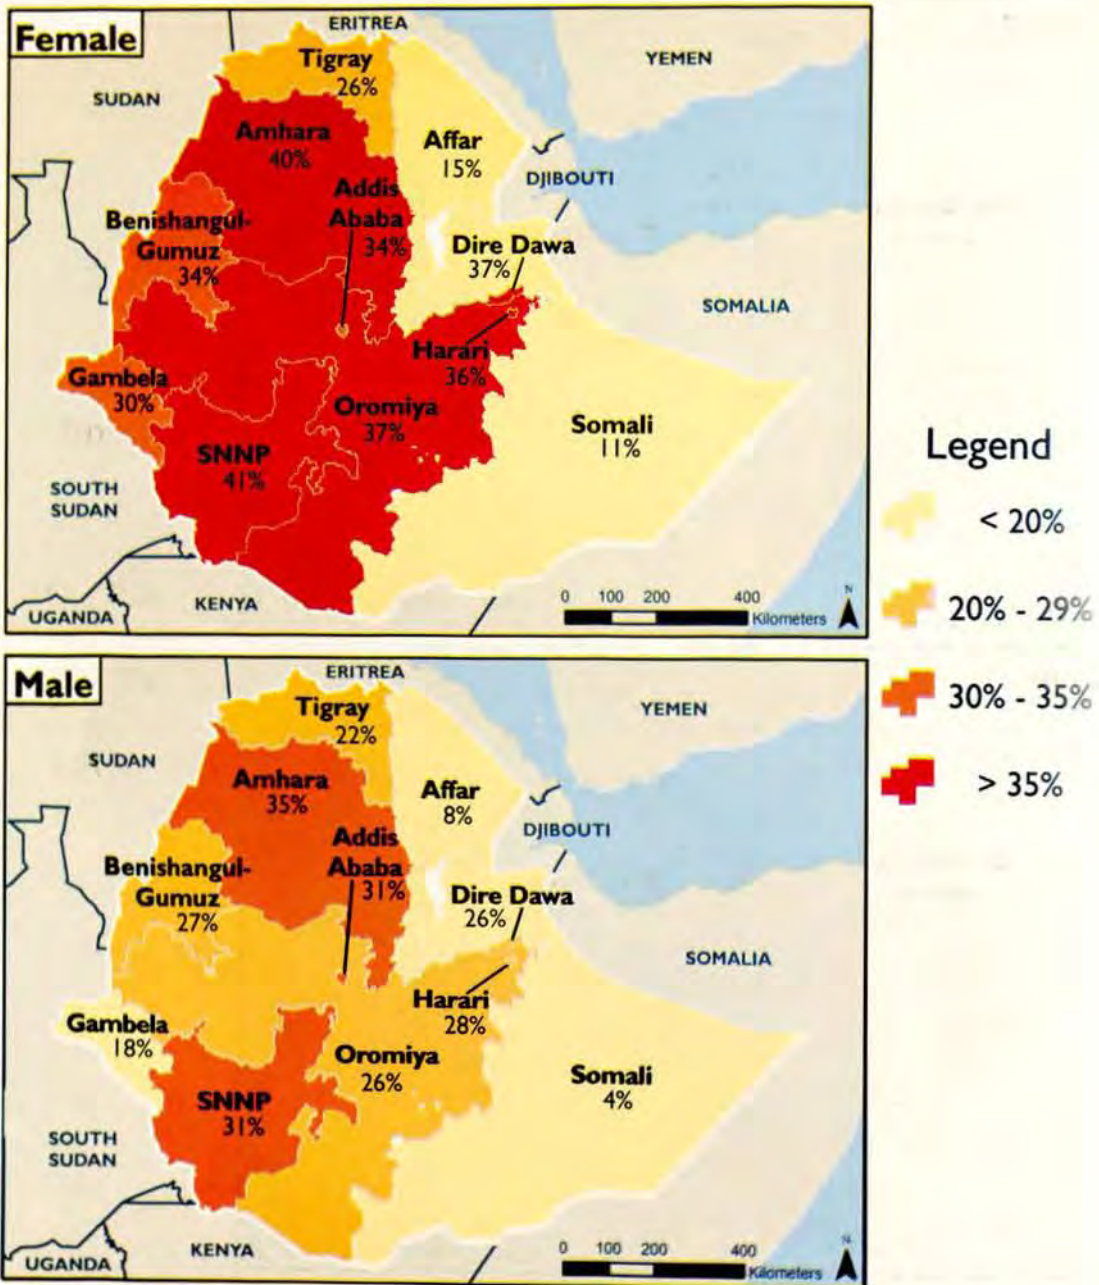 Female
ERITREA
YEMEN
SUDAN
Tigray
26%
Amhara
40%
Affar
15%
DJIBOUTI
Addis
Ababa
34%
Benishangul-
Gumuz
34%
Dire Dawa
37%
SOMALIA
Harari
36%
Gambela
30%
Oromiya
37%
Somali
11%
SNNP
41%
SOUTH
SUDAN
UGANDA
KENYA
0 100 200 400
Kilometers
N
Legend
< 20%
20% - 29%
30% - 35%
> 35%
Male
ERITREA
YEMEN
SUDAN
Tigray
22%
Amhara
35%
Affar
8%
DJIBOUTI
Addis
Ababa
31%
Benishangul-
Gumuz
27%
Dire Dawa
26%
SOMALIA
Harari
28%
Gambela
18%
Oromiya
26%
Somali
4%
SNNP
31%
SOUTH
SUDAN
UGANDA
KENYA
0 100 200 400
Kilometers
N